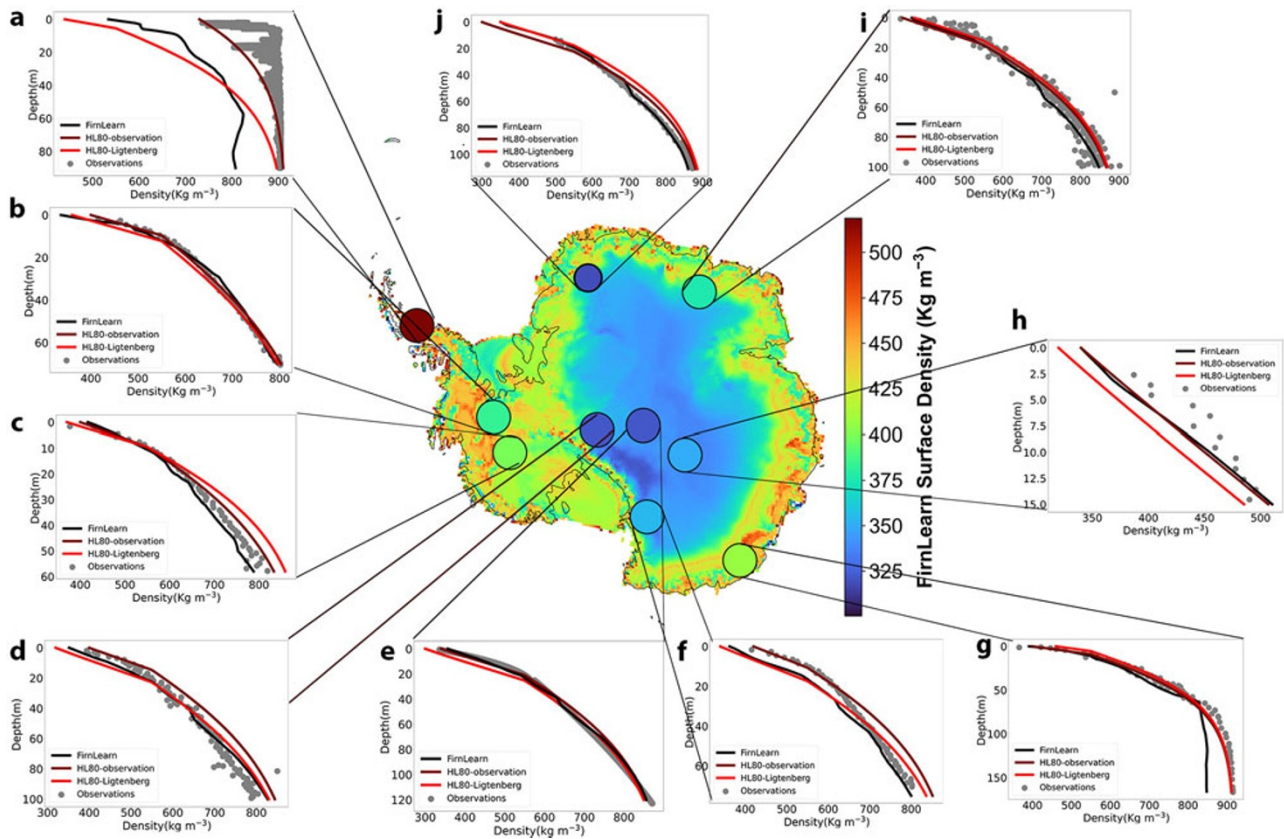 a
Depth(m)
0
20
40
60
80
FirnLearn
HL80-observation
HL80-Ligtenberg
Observations
500 600 700 800 900
Density(Kg m⁻³)
j
Depth(m)
0
20
40
60
80
100
FirnLearn
HL80-observation
HL80-Ligtenberg
Observations
300 400 500 600 700 800 900
Density(Kg m⁻³)
i
Depth(m)
0
20
40
60
80
100
FirnLearn
HL80-observation
HL80-Ligtenberg
Observations
400 500 600 700 800 900
Density(Kg m⁻³)
b
Depth(m)
0
20
40
60
FirnLearn
HL80-observation
HL80-Ligtenberg
Observations
400 500 600 700 800
Density(Kg m⁻³)
500
475
450
425
400
375
350
325
FirnLearn Surface Density (Kg m⁻³)
h
Depth(m)
0.0
2.5
5.0
7.5
10.0
12.5
15.0
FirnLearn
HL80-observation
HL80-Ligtenberg
Observations
350 400 450 500
Density(kg m⁻³)
c
Depth(m)
0
10
20
30
40
50
60
FirnLearn
HL80-observation
HL80-Ligtenberg
Observations
400 500 600 700 800
Density(Kg m⁻³)
d
Depth(m)
0
20
40
60
80
100
FirnLearn
HL80-observation
HL80-Ligtenberg
Observations
400 500 600 700 800
Density(Kg m⁻³)
e
Depth(m)
0
20
40
60
80
100
120
FirnLearn
HL80-observation
HL80-Ligtenberg
Observations
300 400 500 600 700 800
Density(Kg m⁻³)
f
Depth(m)
0
20
40
60
FirnLearn
HL80-observation
HL80-Ligtenberg
Observations
400 500 600 700 800
Density(Kg m⁻³)
g
Depth(m)
0
50
100
150
FirnLearn
HL80-observation
HL80-Ligtenberg
Observations
400 500 600 700 800 900
Density(Kg m⁻³)